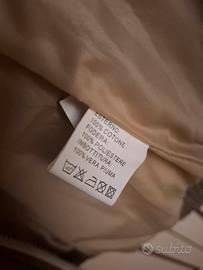 ESTERNO:
100% COTONE
FODERA:
100% POLIESTERE
IMBOTTITURA:
100% VERA PIUMA
subito